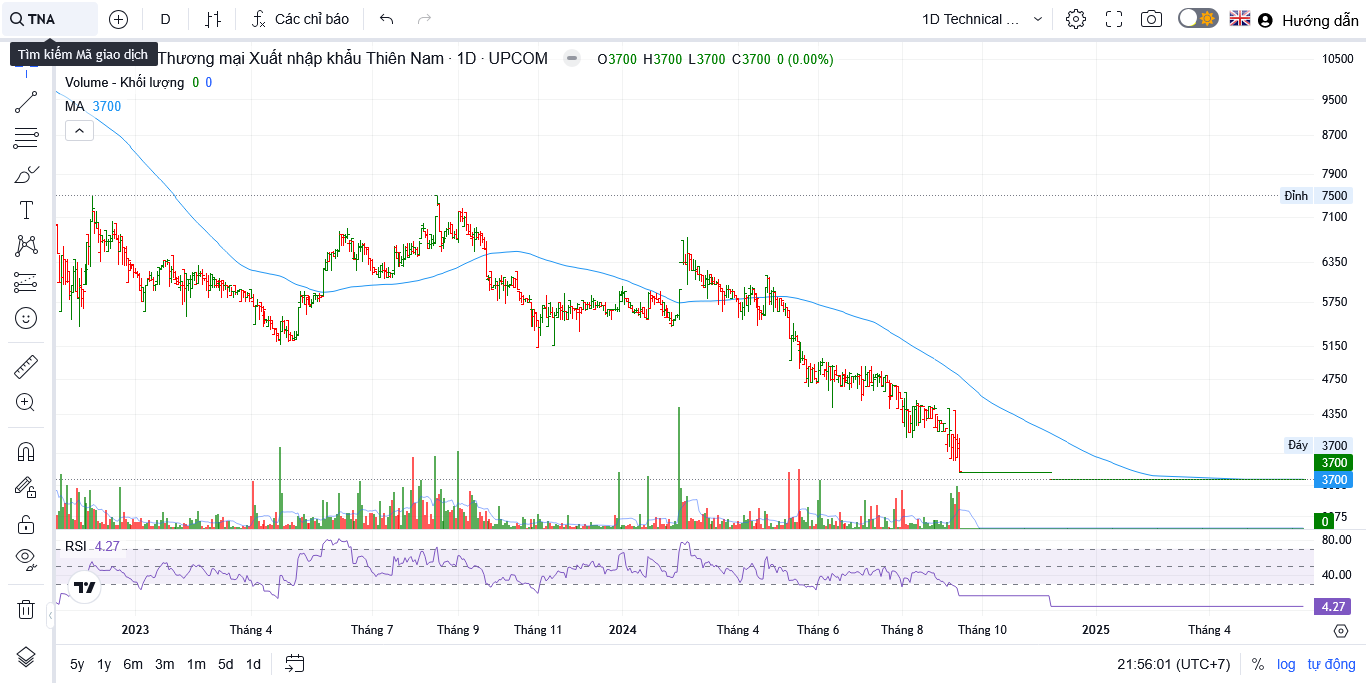 TNA
D
Các chỉ báo
1D Technical ...
Hướng dẫn
Tìm kiếm Mã giao dịch
Thương mại Xuất nhập khẩu Thiên Nam · 1D · UPCOM
O3700 H3700 L3700 C3700 0 (0.00%)
Volume - Khối lượng 0 0
MA 3700
10500
9500
8700
7900
Đỉnh 7500
7100
6350
5750
5150
4750
4350
Đáy 3700
3700
3700
0
RSI 4.27
80.00
40.00
4.27
2023 Tháng 4 Tháng 7 Tháng 9 Tháng 11 2024 Tháng 4 Tháng 6 Tháng 8 Tháng 10 2025 Tháng 4
5y 1y 6m 3m 1m 5d 1d
21:56:01 (UTC+7) % log tự động